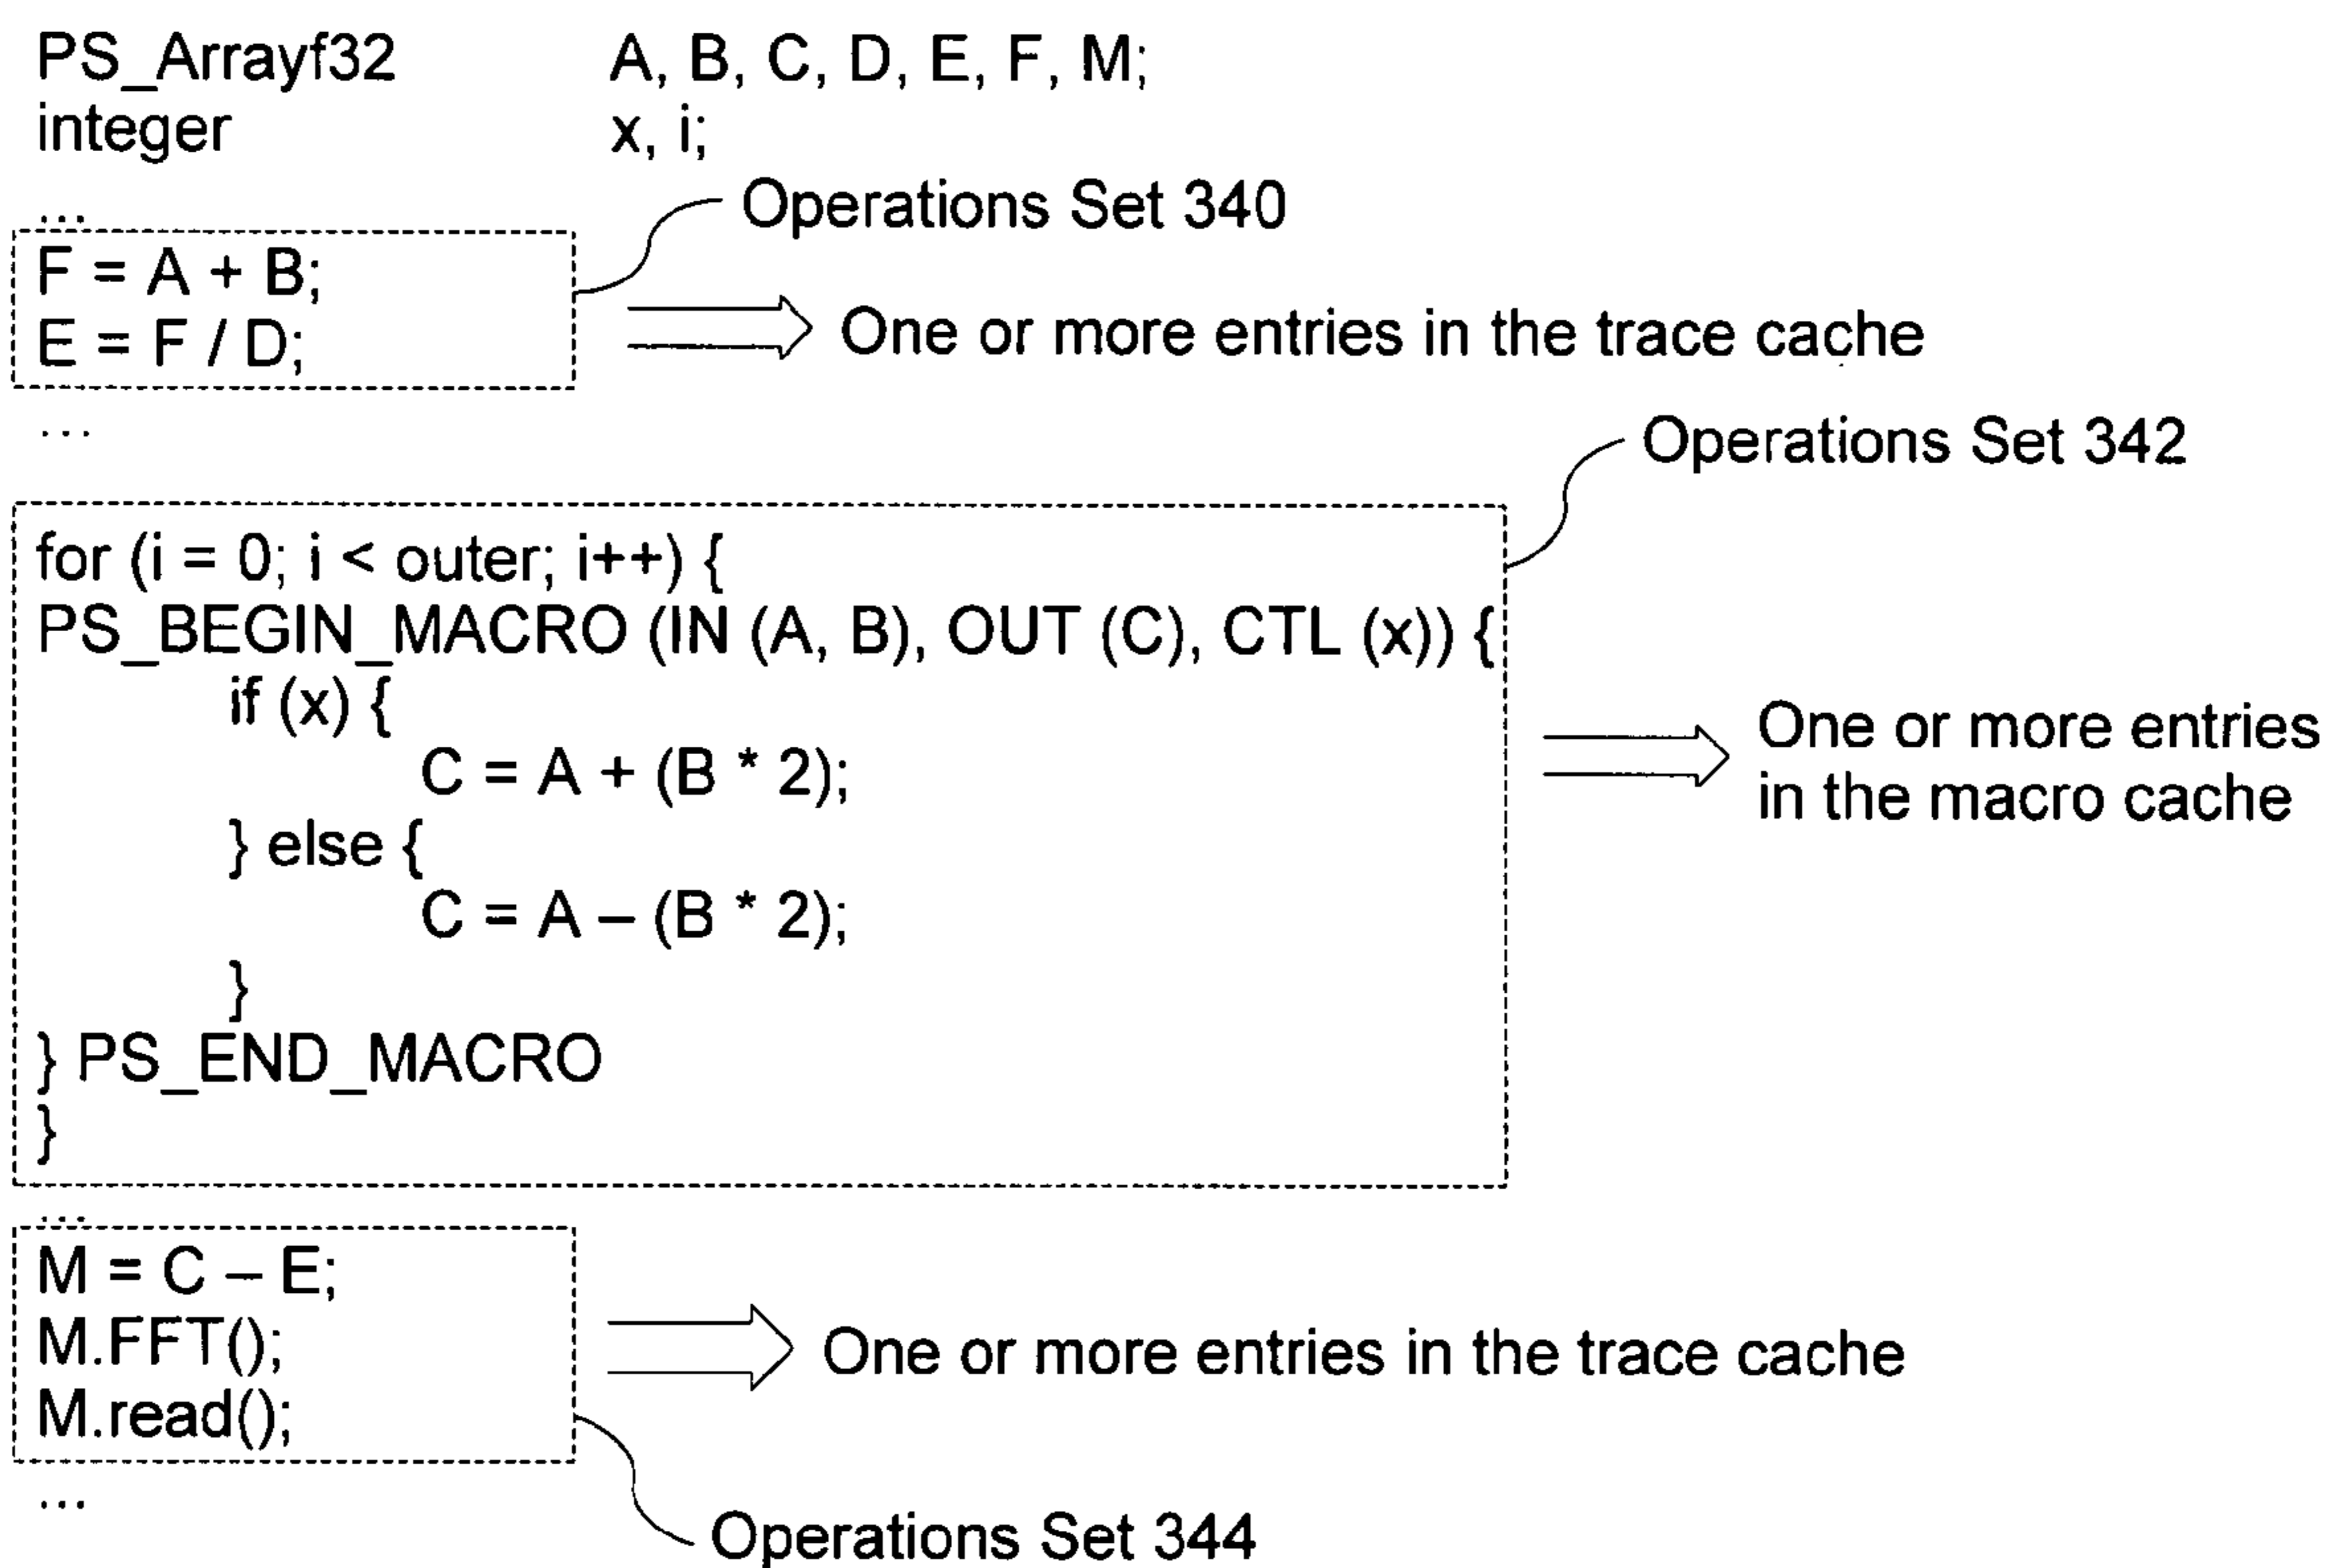 PS_Arrayf32 A, B, C, D, E, F, M;
integer x, i;
...
Operations Set 340
F = A + B;
E = F / D;
One or more entries in the trace cache
...
Operations Set 342
for (i = 0; i < outer; i++) {
PS_BEGIN_MACRO (IN (A, B), OUT (C), CTL (x)) {
if (x) {
C = A + (B * 2);
} else {
C = A – (B * 2);
}
} PS_END_MACRO
}
One or more entries
in the macro cache
...
M = C – E;
M.FFT();
M.read();
One or more entries in the trace cache
...
Operations Set 344